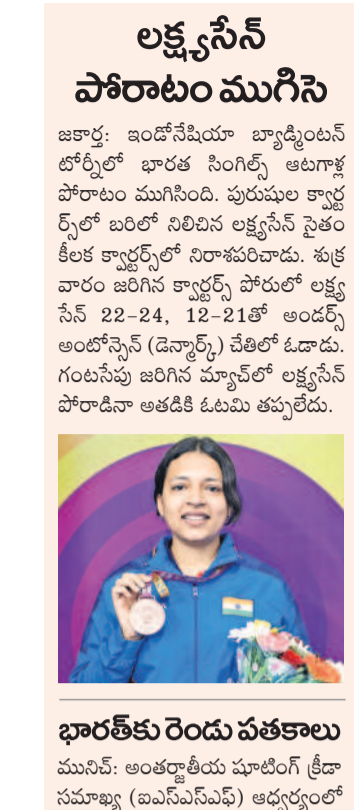 లక్ష్యసేన్
పోరాటం ముగిసె
జకార్త: ఇండోనేషియా బ్యాడ్మింటన్
టోర్నీలో భారత సింగిల్స్ ఆటగాళ్ల
పోరాటం ముగిసింది. పురుషుల క్వార్ట
ర్స్‌లో బరిలో నిలిచిన లక్ష్యసేన్ సైతం
కీలక క్వార్టర్స్‌లో నిరాశపరిచాడు. శుక్ర
వారం జరిగిన క్వార్టర్స్ పోరులో లక్ష్య
సేన్ 22-24, 12-21తో అండర్స్
అంటోన్సెన్ (డెన్మార్క్) చేతిలో ఓడాడు.
గంటసేపు జరిగిన మ్యాచ్‌లో లక్ష్యసేన్
పోరాడినా అతడికి ఓటమి తప్పలేదు.
భారత్‌కు రెండు పతకాలు
మునిచ్: అంతర్జాతీయ షూటింగ్ క్రీడా
సమాఖ్య (ఐఎస్ఎస్ఎఫ్) ఆధ్వర్యంలో